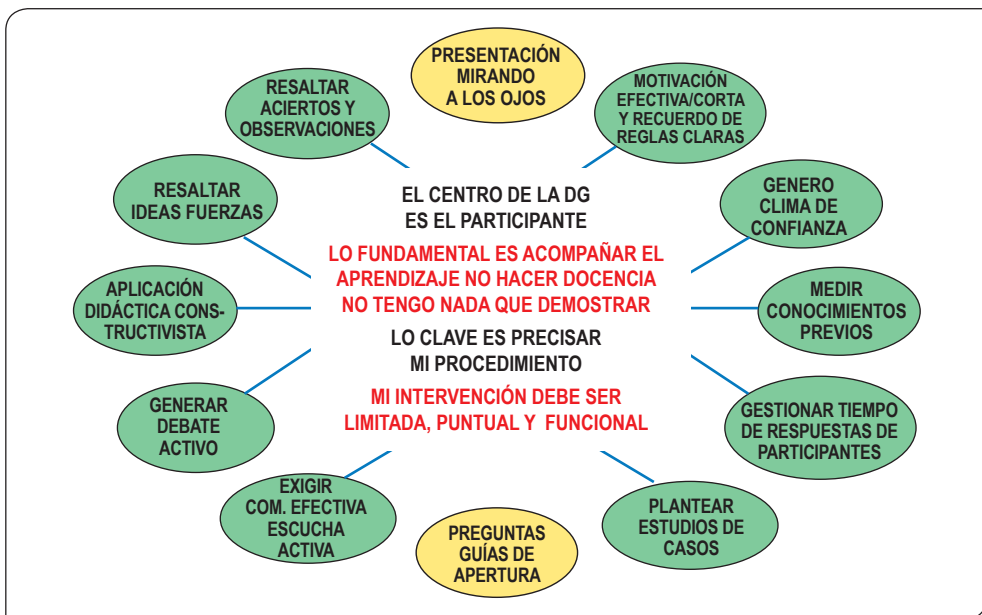 PRESENTACIÓN
MIRANDO
A LOS OJOS
MOTIVACIÓN
EFECTIVA/CORTA
Y RECUERDO DE
REGLAS CLARAS
GENERO
CLIMA DE
CONFIANZA
MEDIR
CONOCIMIENTOS
PREVIOS
GESTIONAR TIEMPO
DE RESPUESTAS DE
PARTICIPANTES
PLANTEAR
ESTUDIOS DE
CASOS
PREGUNTAS
GUÍAS DE
APERTURA
EXIGIR
COM. EFECTIVA
ESCUCHA
ACTIVA
GENERAR
DEBATE
ACTIVO
APLICACIÓN
DIDÁCTICA CONS-
TRUCTIVISTA
RESALTAR
IDEAS FUERZAS
RESALTAR
ACIERTOS Y
OBSERVACIONES
EL CENTRO DE LA DG
ES EL PARTICIPANTE
LO FUNDAMENTAL ES ACOMPAÑAR EL
APRENDIZAJE NO HACER DOCENCIA
NO TENGO NADA QUE DEMOSTRAR
LO CLAVE ES PRECISAR
MI PROCEDIMIENTO
MI INTERVENCIÓN DEBE SER
LIMITADA, PUNTUAL Y FUNCIONAL